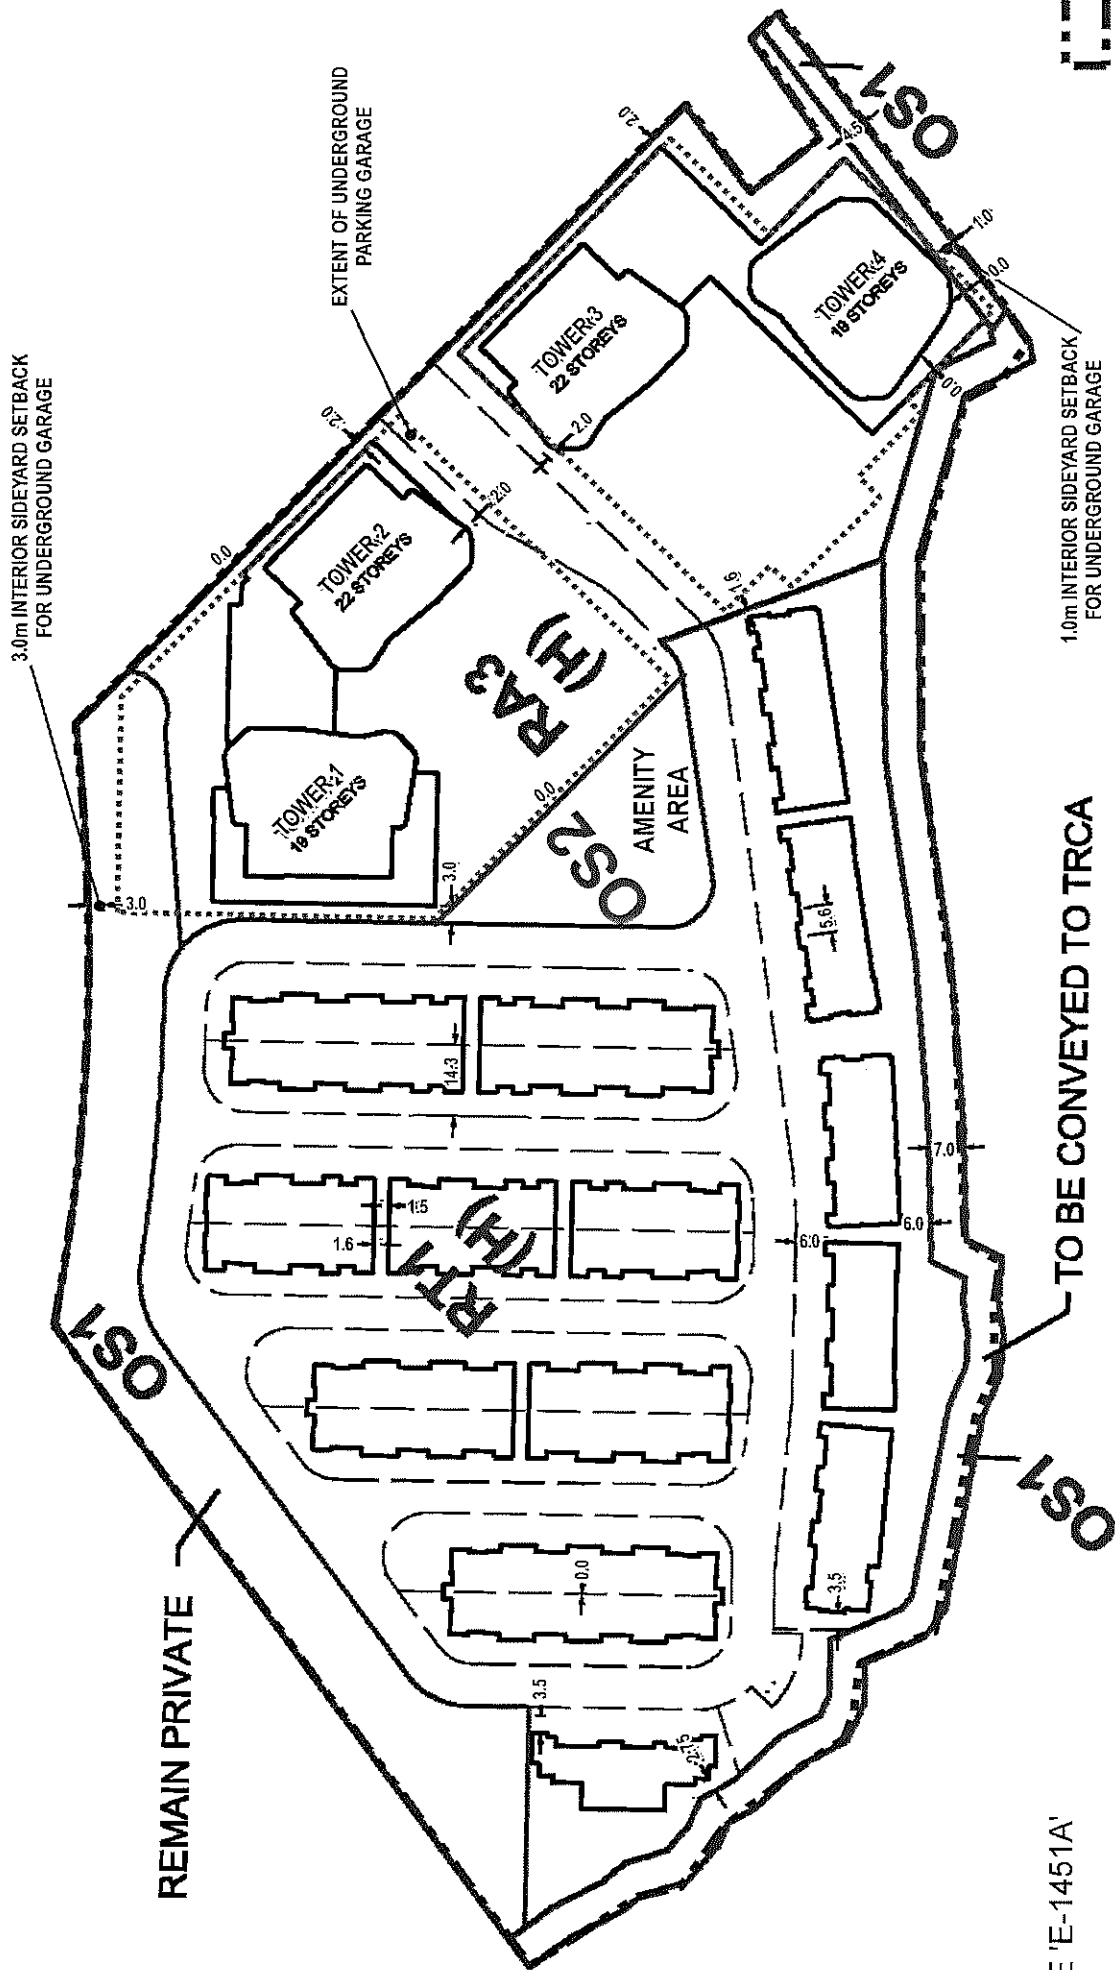 3.0m INTERIOR SIDEYARD SETBACK
FOR UNDERGROUND GARAGE
EXTENT OF UNDERGROUND
PARKING GARAGE
REMAIN PRIVATE
OS1
3.0
0.0
2.0
2.0
TOWER:1
19 STOREYS
TOWER:2
22 STOREYS
2.0
2.0
TOWER:3
22 STOREYS
TOWER:4
19 STOREYS
4.5
OS1
1.0
0.0
0.0
RA3
(H)
0.0
3.0
OS2
AMENITY
AREA
14.3
1.5
1.6
RT1
(H)
0.0
3.5
2.75
3.5
5.6
6.0
6.0
7.0
OS1
TO BE CONVEYED TO TRCA
1.0m INTERIOR SIDEYARD SETBACK
FOR UNDERGROUND GARAGE
'E-1451A'